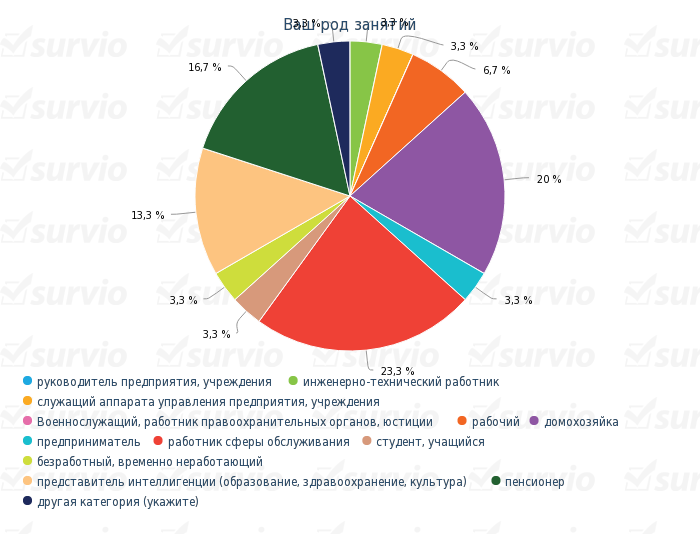 Ваш род занятий
3,3 %
3,3 %
3,3 %
6,7 %
16,7 %
20 %
13,3 %
3,3 %
3,3 %
3,3 %
23,3 %
руководитель предприятия, учреждения инженерно-технический работник
служащий аппарата управления предприятия, учреждения
Военнослужащий, работник правоохранительных органов, юстиции рабочий домохозяйка
предприниматель работник сферы обслуживания студент, учащийся
безработный, временно неработающий
представитель интеллигенции (образование, здравоохранение, культура) пенсионер
другая категория (укажите)
survio